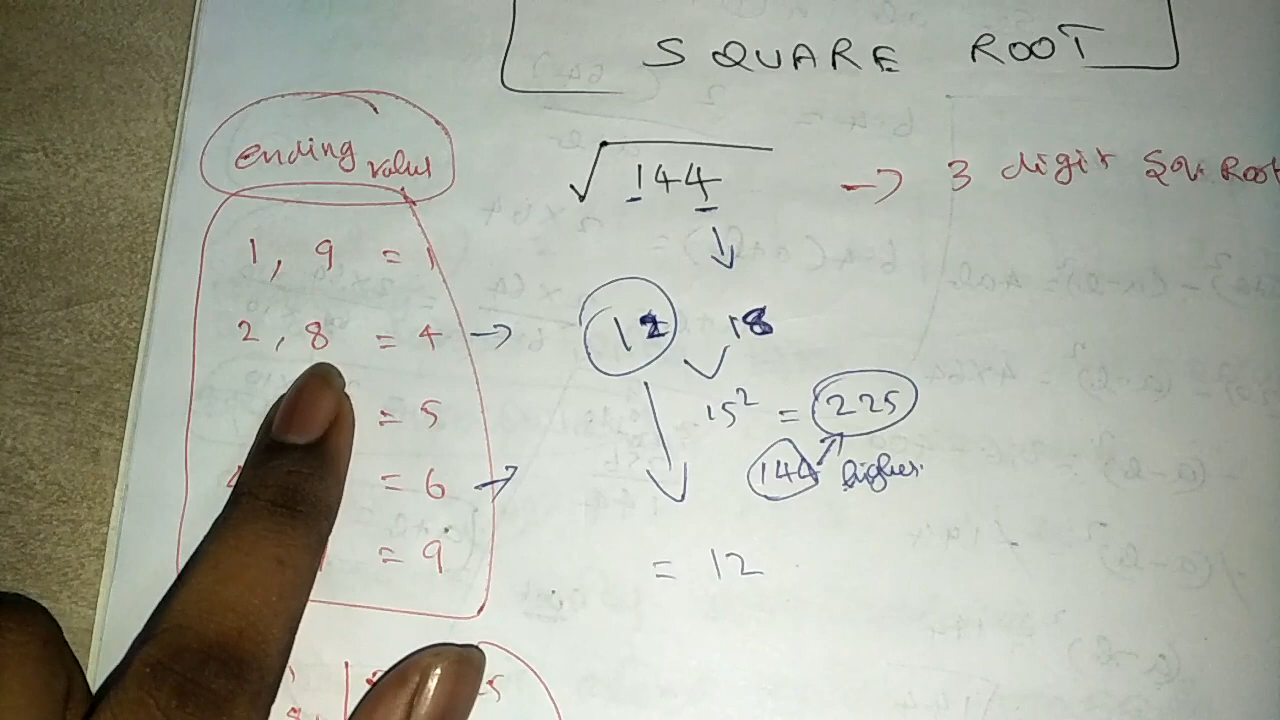 SQUARE ROOT
ending value
1, 9 = 1
2, 8 = 4 →
= 5
= 6 →
= 9
√144 → 3 digit Sq. Root
↓
12 18
15² = 225
144 higher.
= 12